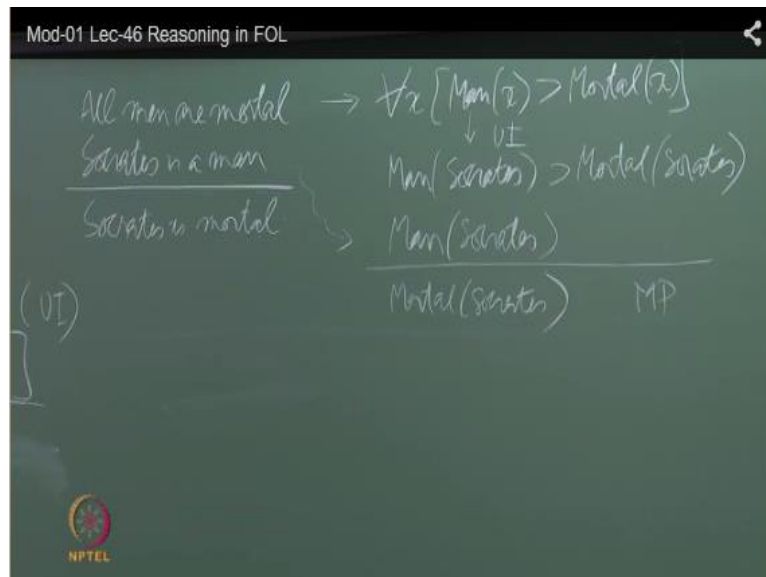 Mod-01 Lec-46 Reasoning in FOL
All men are mortal → ∀x [Man(x) ⊃ Mortal(x)]
↓ UI
Socrates is a man
Man(Socrates) ⊃ Mortal(Socrates)
Socrates is mortal
Man(Socrates)
(UI)
Mortal(Socrates) MP
]
NPTEL